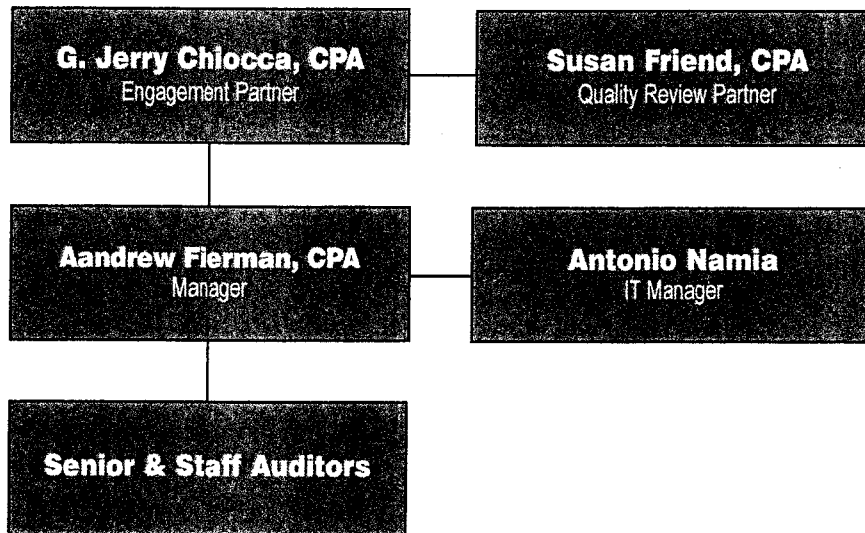 G. Jerry Chiocca, CPA
Engagement Partner
Susan Friend, CPA
Quality Review Partner
Aandrew Fierman, CPA
Manager
Antonio Namia
IT Manager
Senior & Staff Auditors